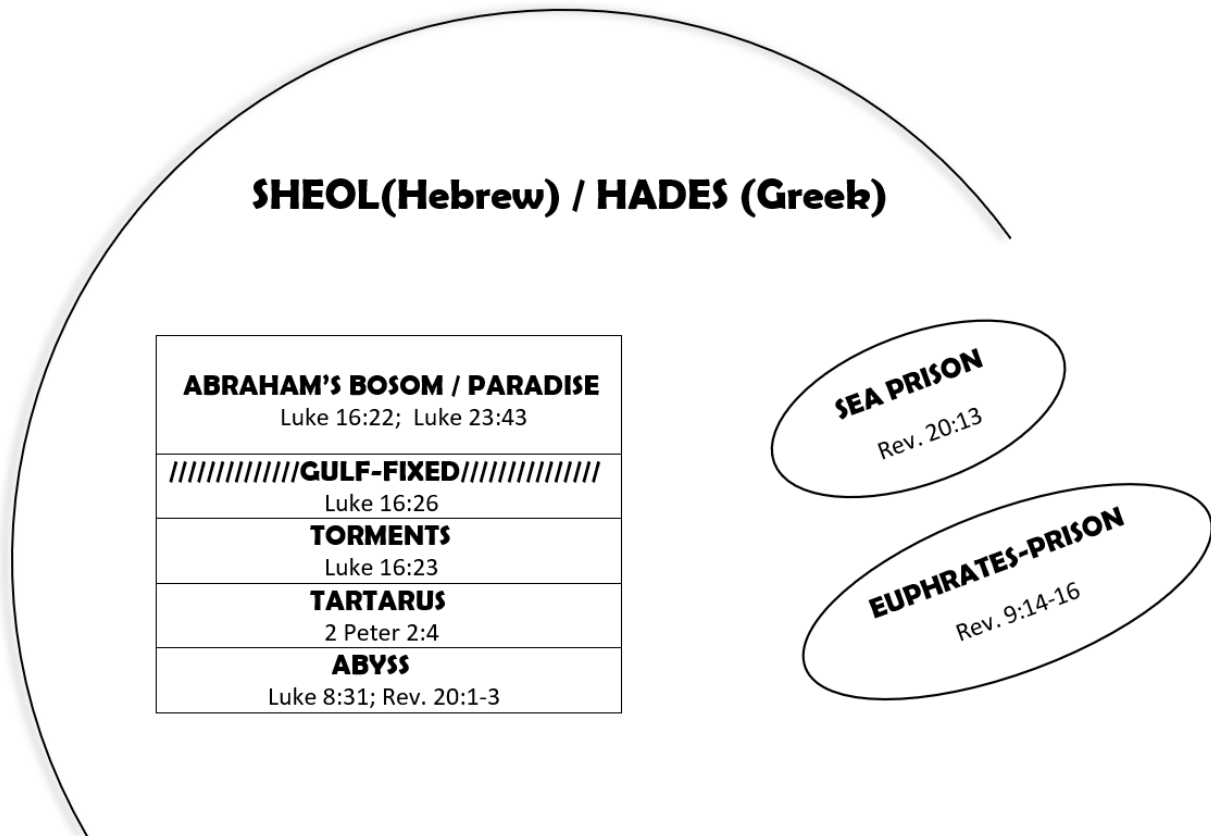 SHEOL(Hebrew) / HADES (Greek)
ABRAHAM'S BOSOM / PARADISE
Luke 16:22;  Luke 23:43
//////////////GULF-FIXED///////////////
Luke 16:26
TORMENTS
Luke 16:23
TARTARUS
2 Peter 2:4
ABYSS
Luke 8:31; Rev. 20:1-3
SEA PRISON
Rev. 20:13
EUPHRATES-PRISON
Rev. 9:14-16